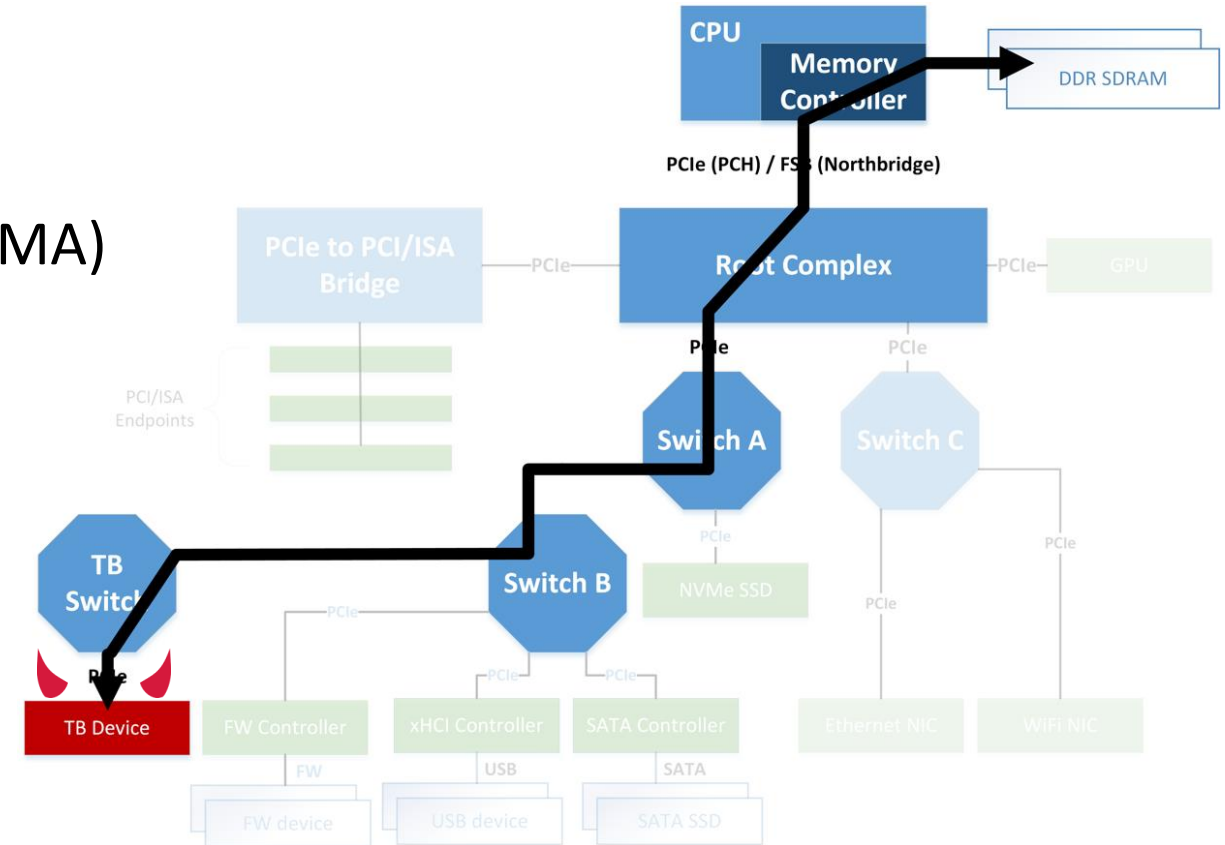 MA)
CPU
Memory
Controller
DDR SDRAM
PCIe (PCH) / FSB (Northbridge)
PCIe to PCI/ISA
Bridge
PCIe
Root Complex
PCIe
GPU
PCIe
PCIe
PCI/ISA
Endpoints
Switch A
Switch C
TB
Switch
Switch B
PCIe
NVMe SSD
PCIe
PCIe
PCIe
PCIe
PCIe
PCIe
TB Device
FW Controller
xHCI Controller
SATA Controller
Ethernet NIC
WiFi NIC
FW
USB
SATA
FW device
USB device
SATA SSD